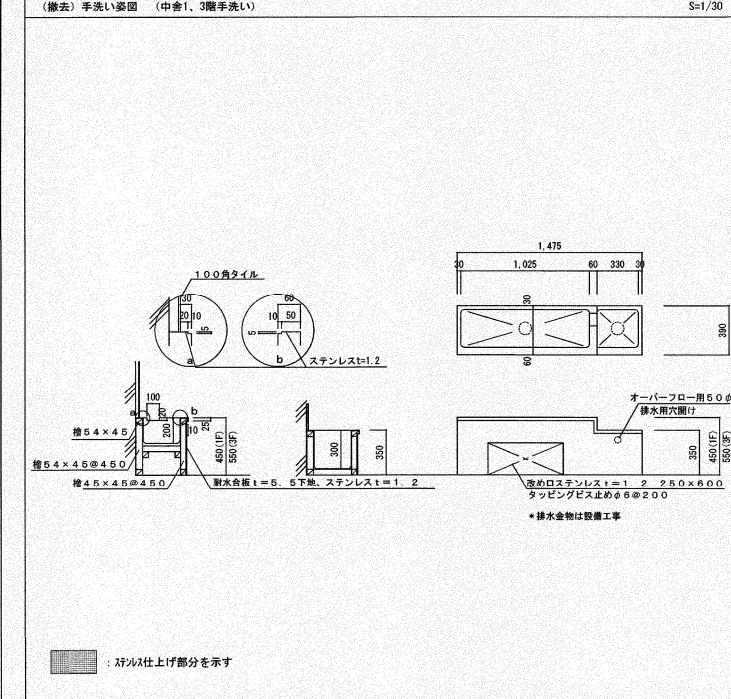 (撤去) 手洗い姿図 (中舎1、3階手洗い)
S=1/30
1,475
30 1,025 60 330 30
30
60
390
100角タイル
30
20 10
5
a
60
10 50
5
b
ステンレスt=1.2
100
a
b
20
200
10 25
450(1F)
550(3F)
檜54×45
檜54×45@450
檜45×45@450
耐水合板t=5.5下地、ステンレスt=1.2
300
350
オーバーフロー用50φ
排水用穴開け
350
450(1F)
550(3F)
改め口ステンレスt=1.2 250×600
タッピングビス止めφ6@200
*排水金物は設備工事
:ステンレス仕上げ部分を示す